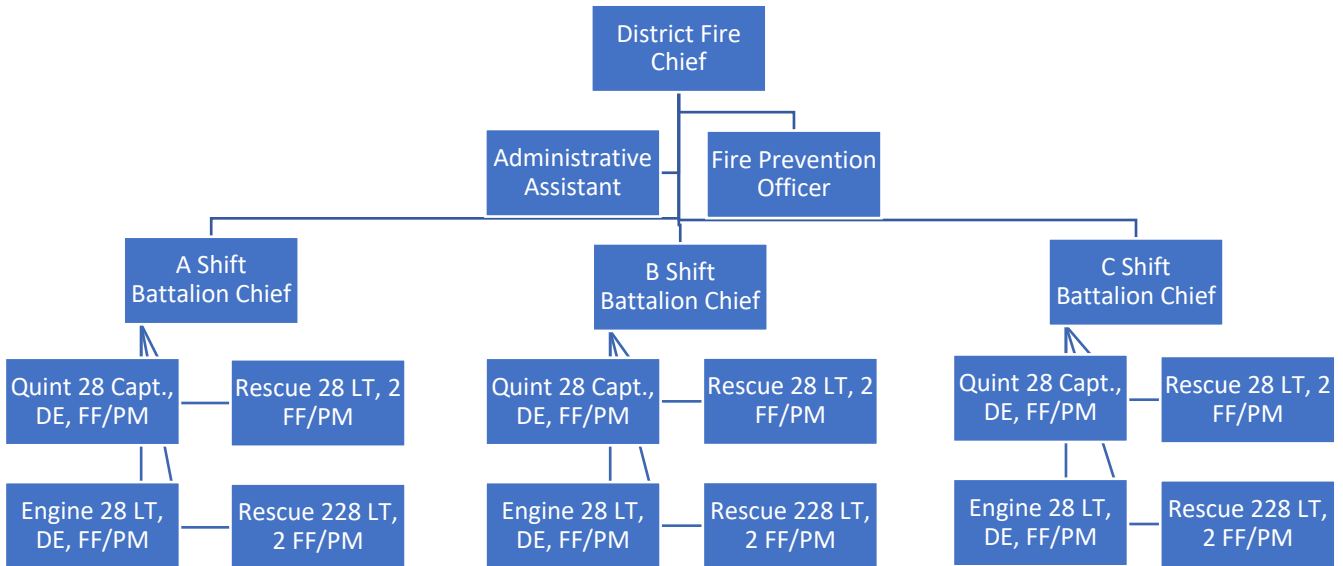 District Fire
Chief
Administrative
Assistant
Fire Prevention
Officer
A Shift
Battalion Chief
B Shift
Battalion Chief
C Shift
Battalion Chief
Quint 28 Capt.,
DE, FF/PM
Rescue 28 LT, 2
FF/PM
Engine 28 LT,
DE, FF/PM
Rescue 228 LT,
2 FF/PM
Quint 28 Capt.,
DE, FF/PM
Rescue 28 LT, 2
FF/PM
Engine 28 LT,
DE, FF/PM
Rescue 228 LT,
2 FF/PM
Quint 28 Capt.,
DE, FF/PM
Rescue 28 LT, 2
FF/PM
Engine 28 LT,
DE, FF/PM
Rescue 228 LT,
2 FF/PM